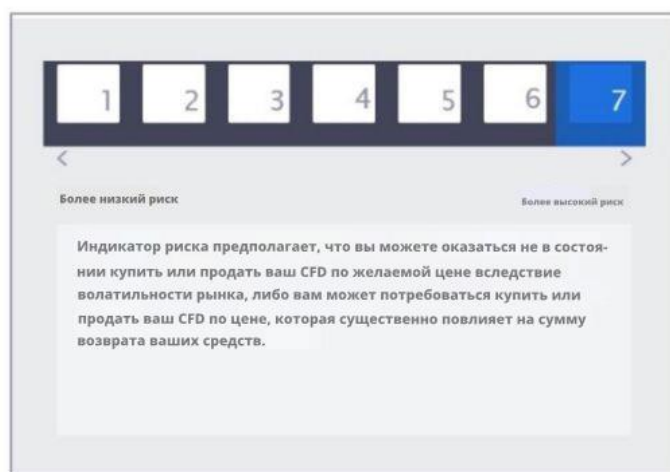 1 2 3 4 5 6 7
< >
Более низкий риск Более высокий риск
Индикатор риска предполагает, что вы можете оказаться не в состоя-
нии купить или продать ваш CFD по желаемой цене вследствие
волатильности рынка, либо вам может потребоваться купить или
продать ваш CFD по цене, которая существенно повлияет на сумму
возврата ваших средств.